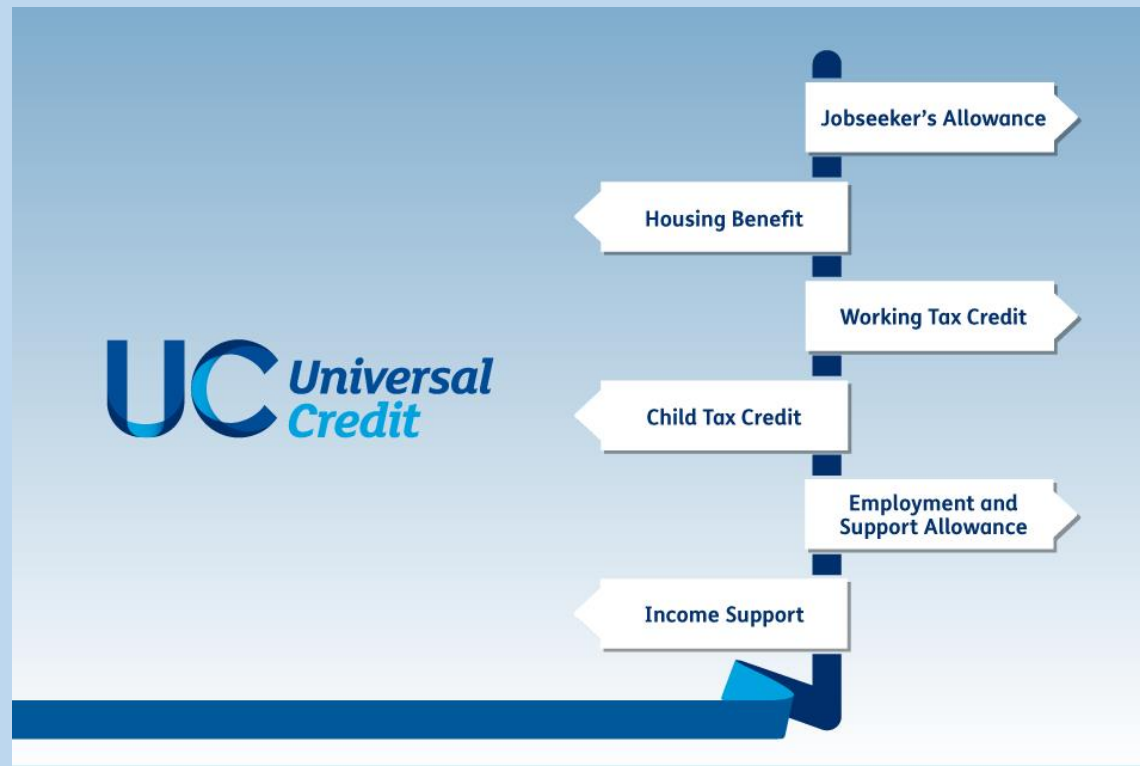 Jobseeker's Allowance
Housing Benefit
Working Tax Credit
UC Universal
Credit
Child Tax Credit
Employment and
Support Allowance
Income Support